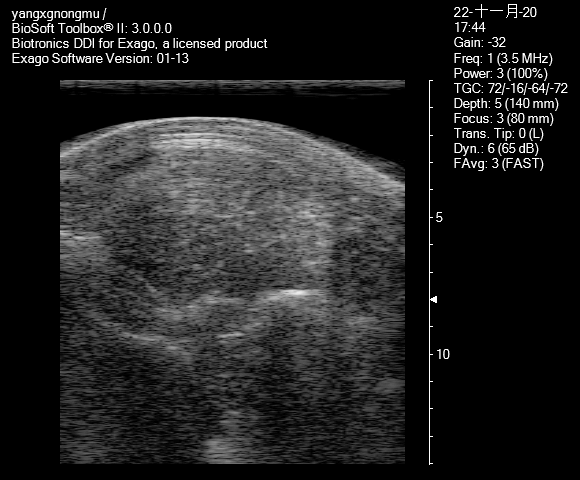 yangxgnongmu /
BioSoft Toolbox® II: 3.0.0.0
Biotronics DDI for Exago, a licensed product
Exago Software Version: 01-13
22-十一月-20
17:44
Gain: -32
Freq: 1 (3.5 MHz)
Power: 3 (100%)
TGC: 72/-16/-64/-72
Depth: 5 (140 mm)
Focus: 3 (80 mm)
Trans. Tip: 0 (L)
Dyn.: 6 (65 dB)
FAvg: 3 (FAST)
5
10